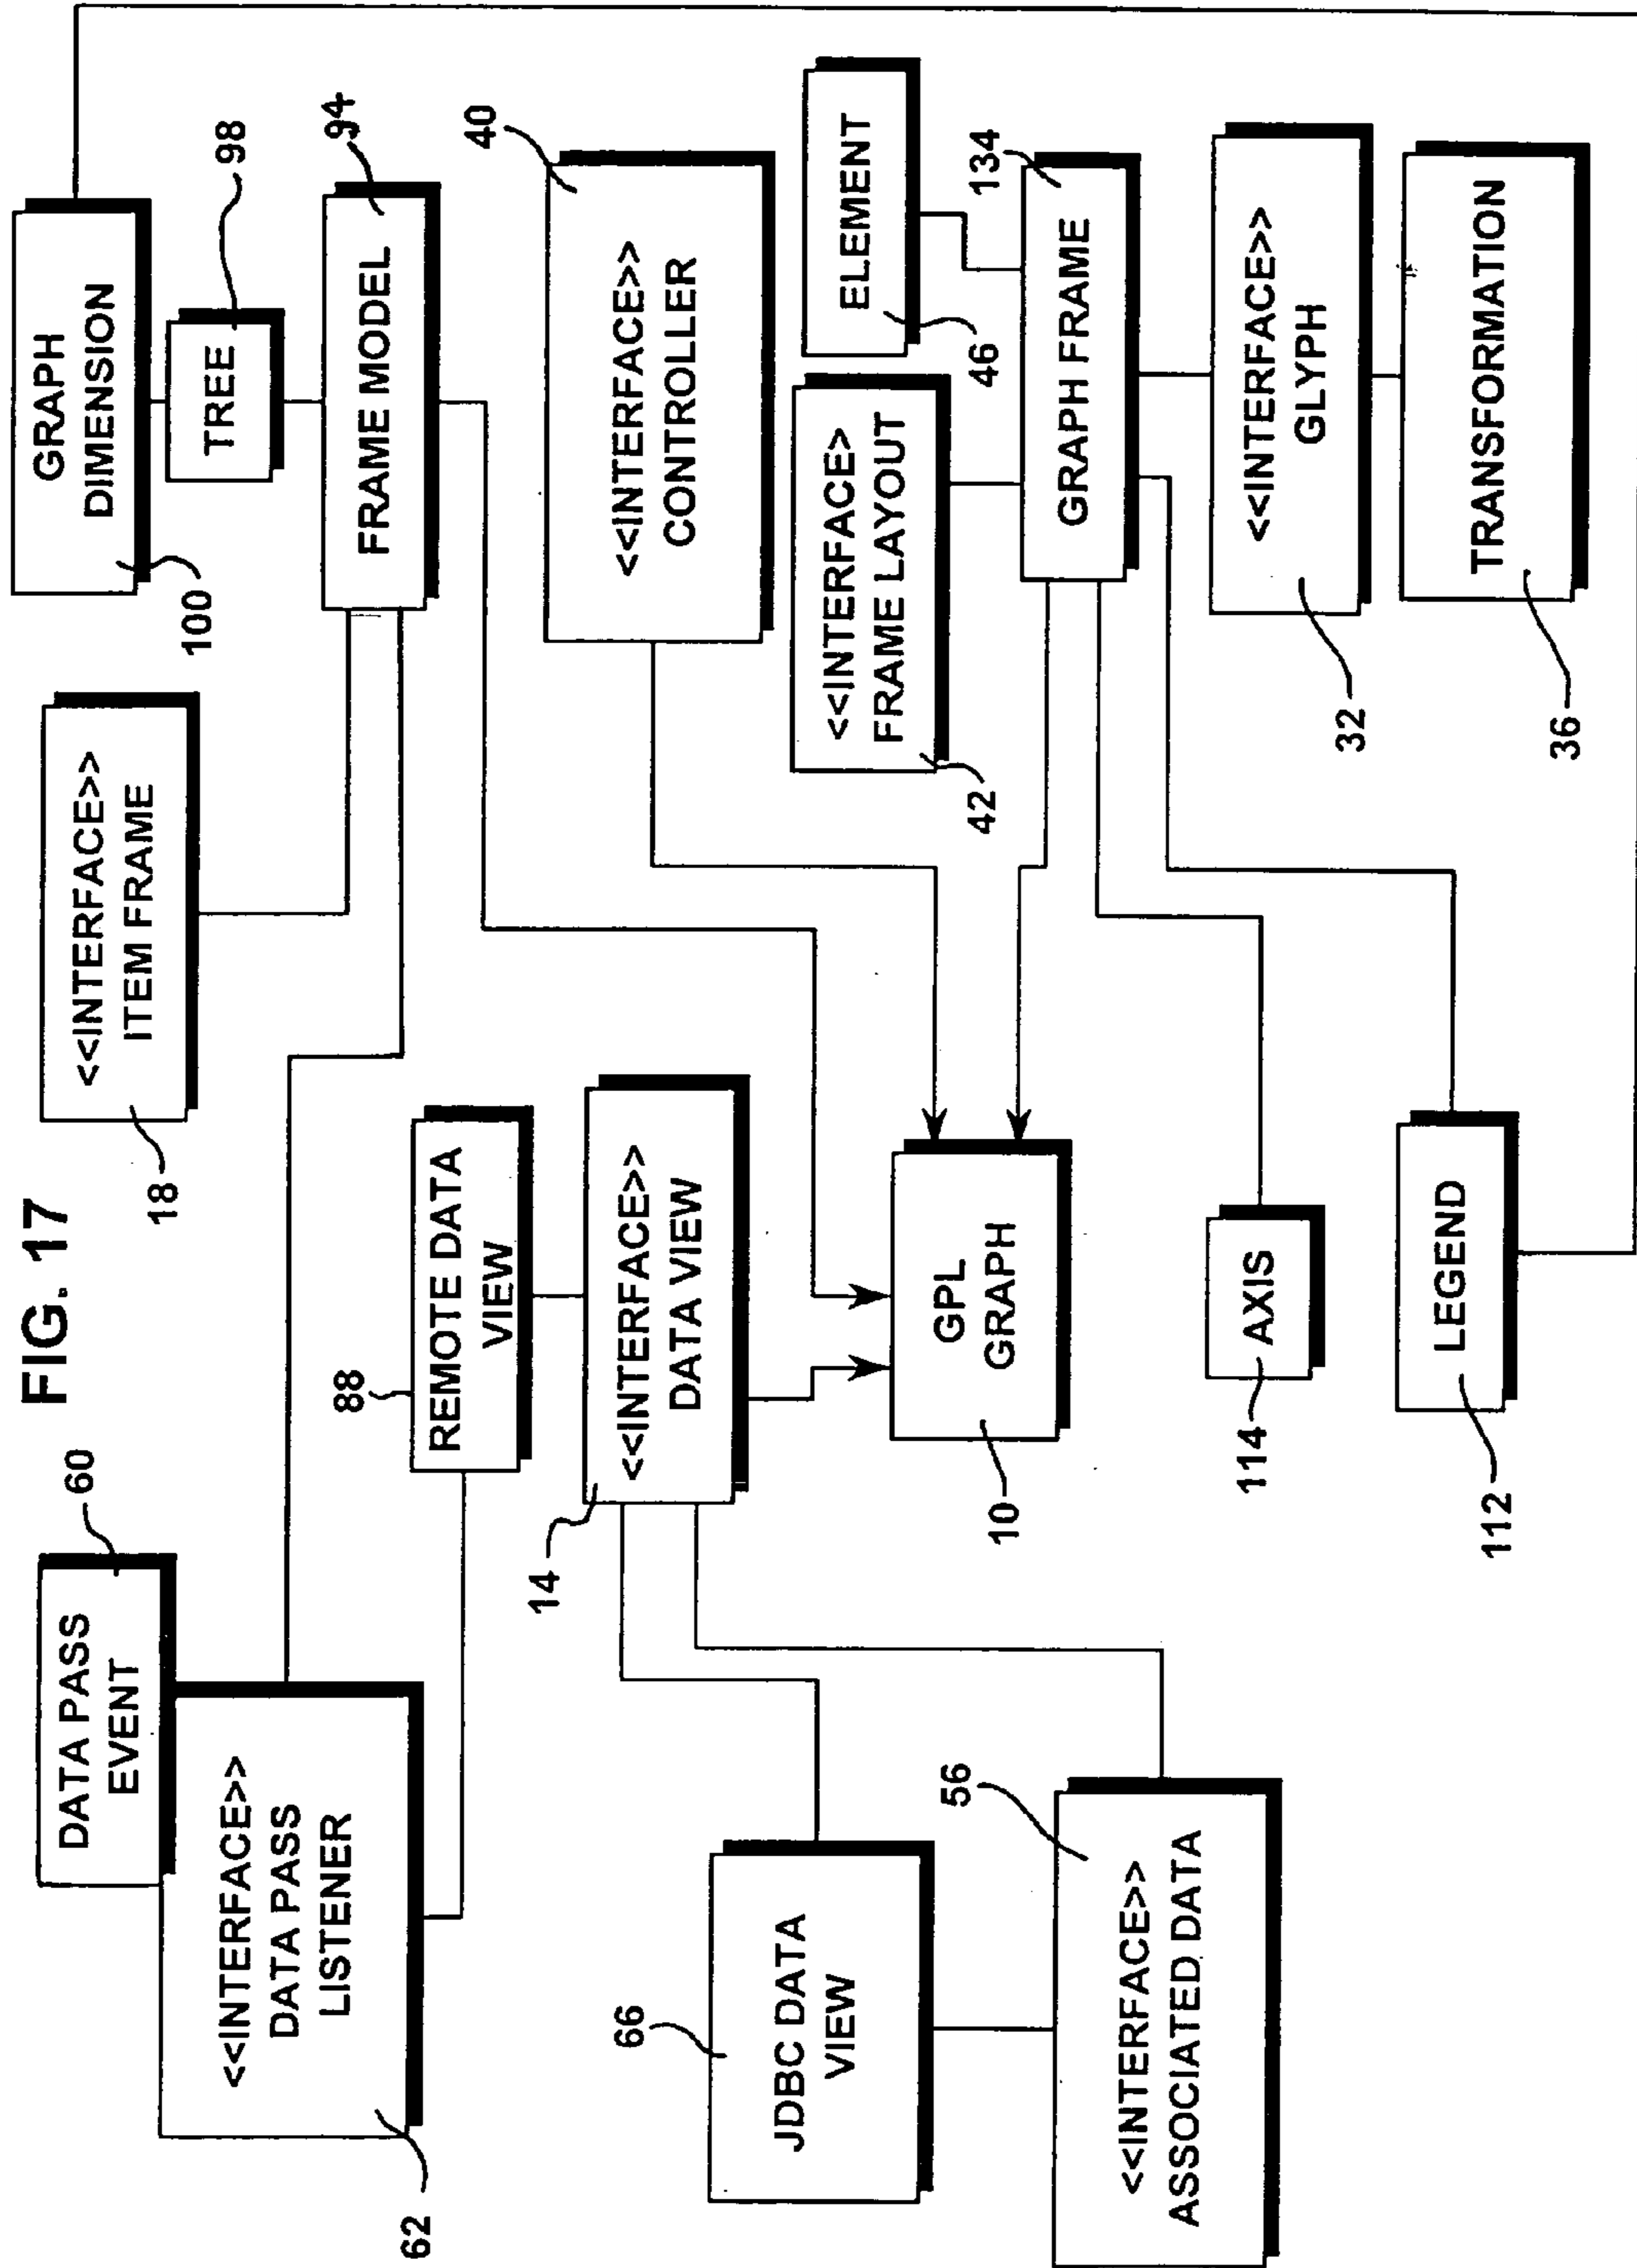 FIG. 17
DATA PASS
EVENT
60
<<INTERFACE>>
DATA PASS
LISTENER
62
<<INTERFACE>>
ITEM FRAME
18
GRAPH
DIMENSION
100
TREE
98
FRAME MODEL
94
REMOTE DATA
VIEW
88
<<INTERFACE>>
DATA VIEW
14
<<INTERFACE>>
CONTROLLER
40
JDBC DATA
VIEW
66
<<INTERFACE>>
ASSOCIATED DATA
56
GPL
GRAPH
10
<<INTERFACE>
FRAME LAYOUT
42
ELEMENT
46
GRAPH FRAME
134
AXIS
114
LEGEND
112
<<INTERFACE>>
GLYPH
32
TRANSFORMATION
36